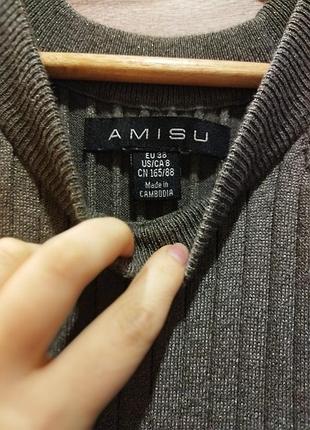 AMISU
EU 38
US/CA 8
CN 165/88
Made in
CAMBODIA